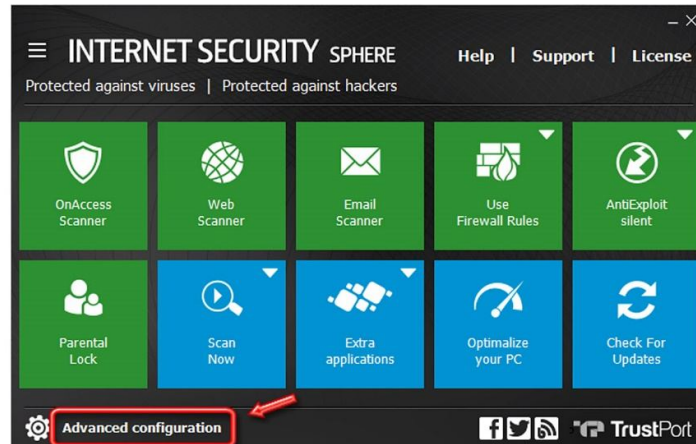 INTERNET SECURITY SPHERE
Help | Support | License
Protected against viruses | Protected against hackers
OnAccess
Scanner
Web
Scanner
Email
Scanner
Use
Firewall Rules
AntiExploit
silent
Parental
Lock
Scan
Now
Extra
applications
Optimalize
your PC
Check For
Updates
Advanced configuration
TrustPort